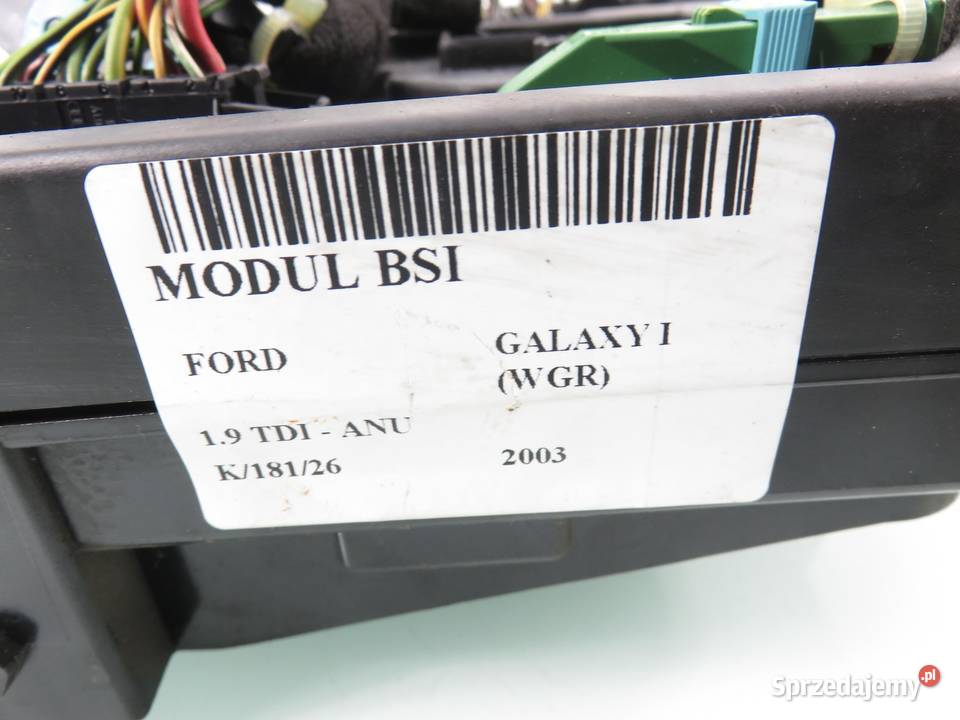 MODUL BSI
FORD
GALAXY I
(WGR)
1.9 TDI - ANU
K/181/26
2003
Sprzedajemy.pl